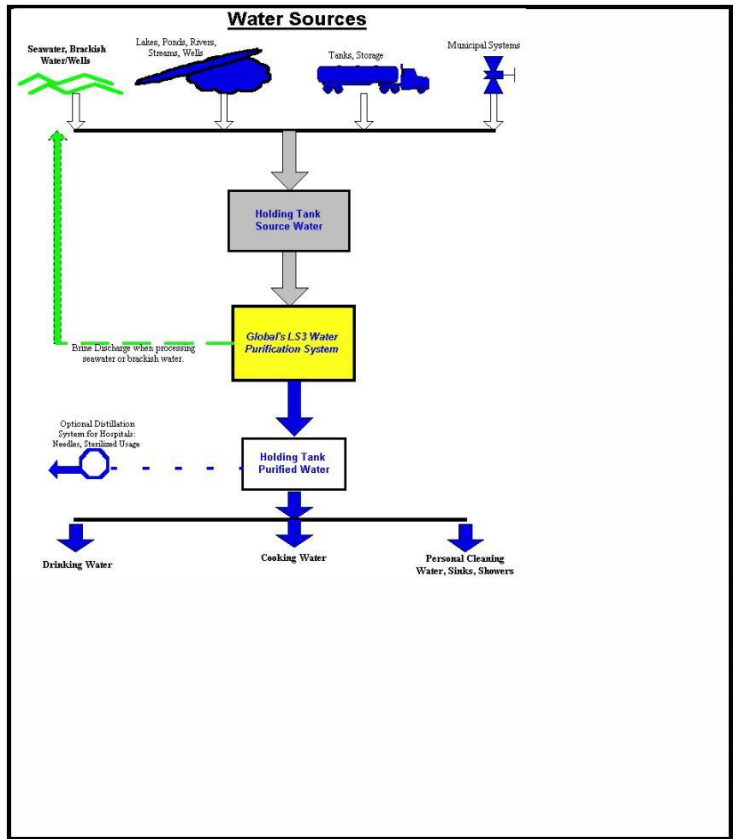 Water Sources
Seawater, Brackish
Water/Wells
Lakes, Ponds, Rivers,
Streams, Wells
Tanks, Storage
Municipal Systems
Holding Tank
Source Water
Global's LS3 Water
Purification System
Brine Discharge when processing
seawater or brackish water.
Optional Distillation
System for Hospitals:
Needles, Sterilized Usage
Holding Tank
Purified Water
Drinking Water
Cooking Water
Personal Cleaning
Water, Sinks, Showers